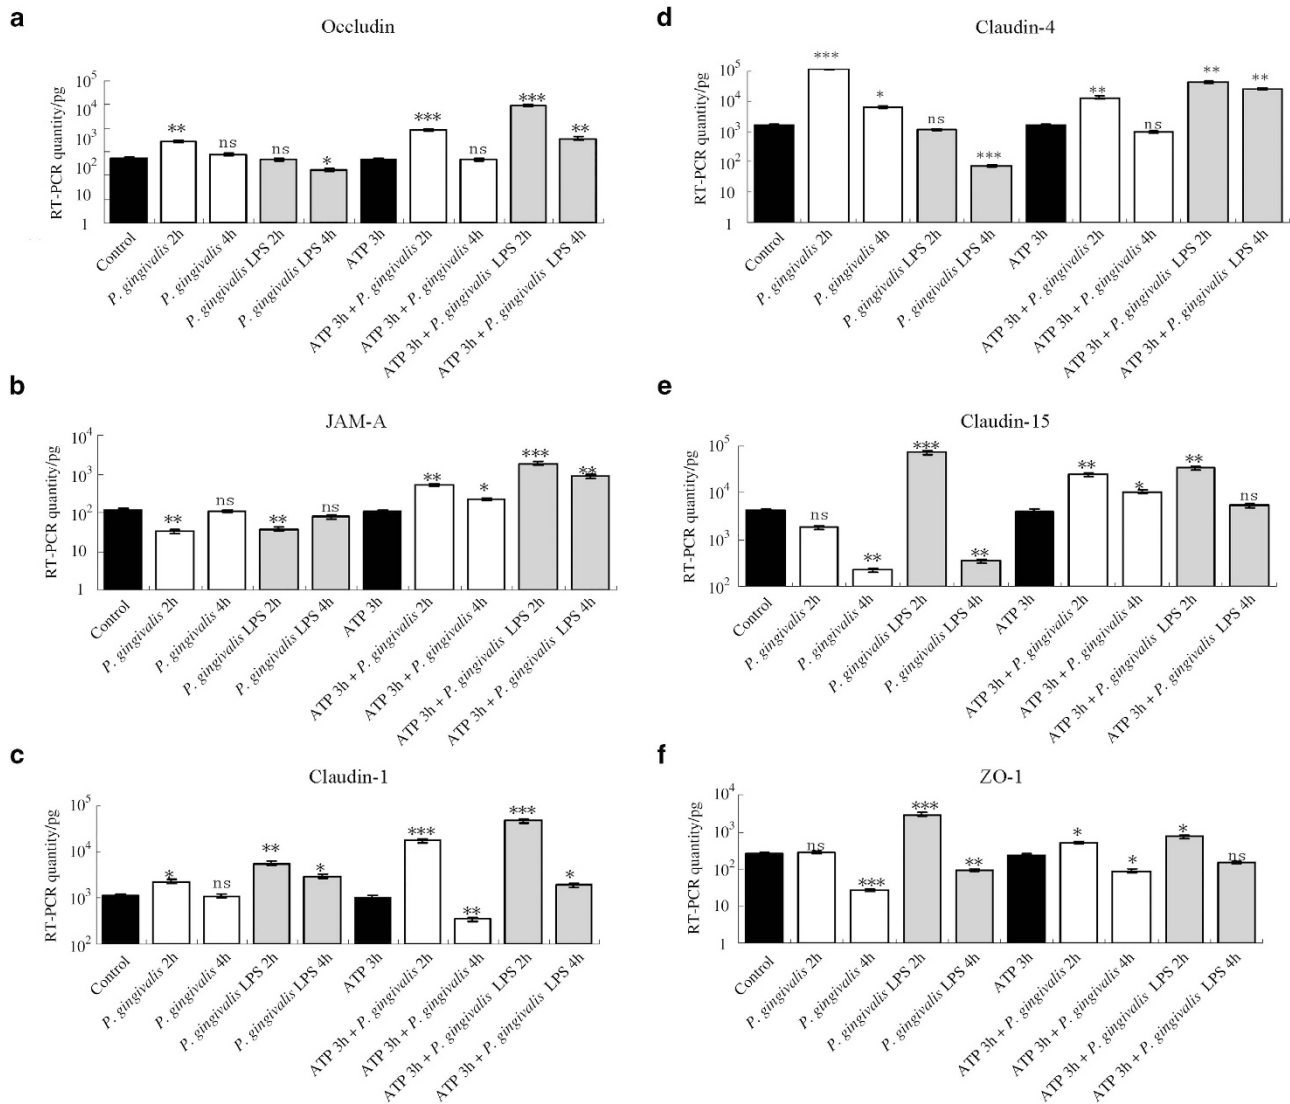 a
Occludin
RT-PCR quantity/pg
10^5
10^4
10^3
10^2
10
1
**
ns
ns
*
***
ns
***
**
Control
P. gingivalis 2h
P. gingivalis 4h
P. gingivalis LPS 2h
P. gingivalis LPS 4h
ATP 3h
ATP 3h + P. gingivalis 2h
ATP 3h + P. gingivalis 4h
ATP 3h + P. gingivalis LPS 2h
ATP 3h + P. gingivalis LPS 4h
b
JAM-A
RT-PCR quantity/pg
10^4
10^3
10^2
10
1
**
ns
**
ns
**
*
***
**
Control
P. gingivalis 2h
P. gingivalis 4h
P. gingivalis LPS 2h
P. gingivalis LPS 4h
ATP 3h
ATP 3h + P. gingivalis 2h
ATP 3h + P. gingivalis 4h
ATP 3h + P. gingivalis LPS 2h
ATP 3h + P. gingivalis LPS 4h
c
Claudin-1
RT-PCR quantity/pg
10^5
10^4
10^3
10^2
*
ns
**
*
***
**
***
*
Control
P. gingivalis 2h
P. gingivalis 4h
P. gingivalis LPS 2h
P. gingivalis LPS 4h
ATP 3h
ATP 3h + P. gingivalis 2h
ATP 3h + P. gingivalis 4h
ATP 3h + P. gingivalis LPS 2h
ATP 3h + P. gingivalis LPS 4h
d
Claudin-4
RT-PCR quantity/pg
10^5
10^4
10^3
10^2
10
1
***
*
ns
***
**
ns
**
**
Control
P. gingivalis 2h
P. gingivalis 4h
P. gingivalis LPS 2h
P. gingivalis LPS 4h
ATP 3h
ATP 3h + P. gingivalis 2h
ATP 3h + P. gingivalis 4h
ATP 3h + P. gingivalis LPS 2h
ATP 3h + P. gingivalis LPS 4h
e
Claudin-15
RT-PCR quantity/pg
10^5
10^4
10^3
10^2
ns
**
***
**
**
*
**
ns
Control
P. gingivalis 2h
P. gingivalis 4h
P. gingivalis LPS 2h
P. gingivalis LPS 4h
ATP 3h
ATP 3h + P. gingivalis 2h
ATP 3h + P. gingivalis 4h
ATP 3h + P. gingivalis LPS 2h
ATP 3h + P. gingivalis LPS 4h
f
ZO-1
RT-PCR quantity/pg
10^4
10^3
10^2
10
1
ns
***
***
**
*
*
*
ns
Control
P. gingivalis 2h
P. gingivalis 4h
P. gingivalis LPS 2h
P. gingivalis LPS 4h
ATP 3h
ATP 3h + P. gingivalis 2h
ATP 3h + P. gingivalis 4h
ATP 3h + P. gingivalis LPS 2h
ATP 3h + P. gingivalis LPS 4h